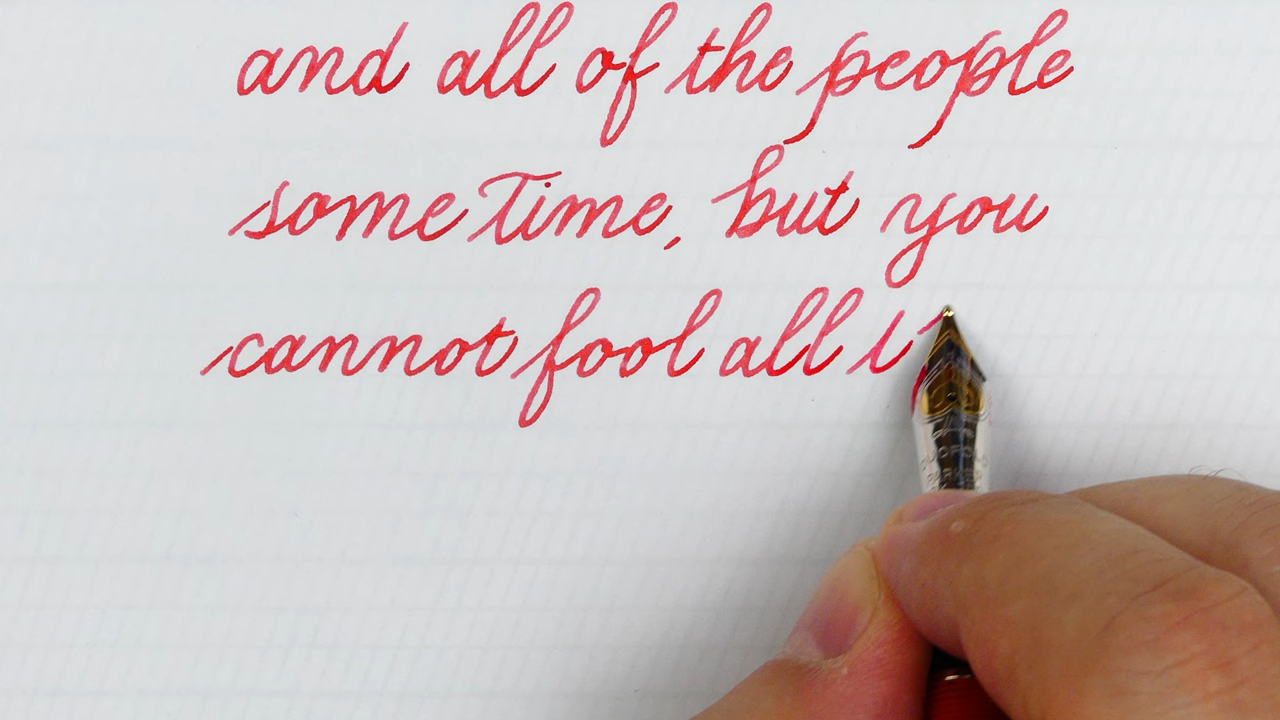 and all of the people
some Time, but you
cannot fool all